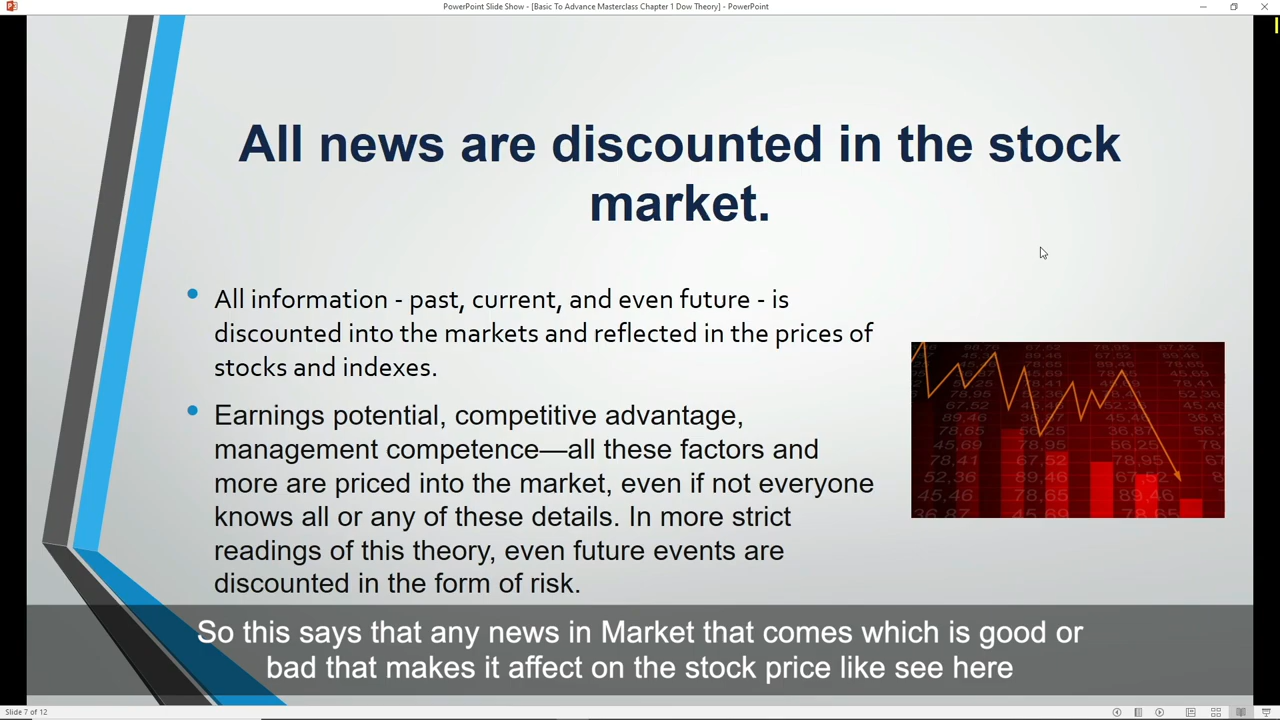 PowerPoint Slide Show - [Basic To Advance Masterclass Chapter 1 Dow Theory] - PowerPoint
All news are discounted in the stock
market.
• All information - past, current, and even future - is
discounted into the markets and reflected in the prices of
stocks and indexes.
• Earnings potential, competitive advantage,
management competence—all these factors and
more are priced into the market, even if not everyone
knows all or any of these details. In more strict
readings of this theory, even future events are
discounted in the form of risk.
So this says that any news in Market that comes which is good or
bad that makes it affect on the stock price like see here
Slide 7 of 12